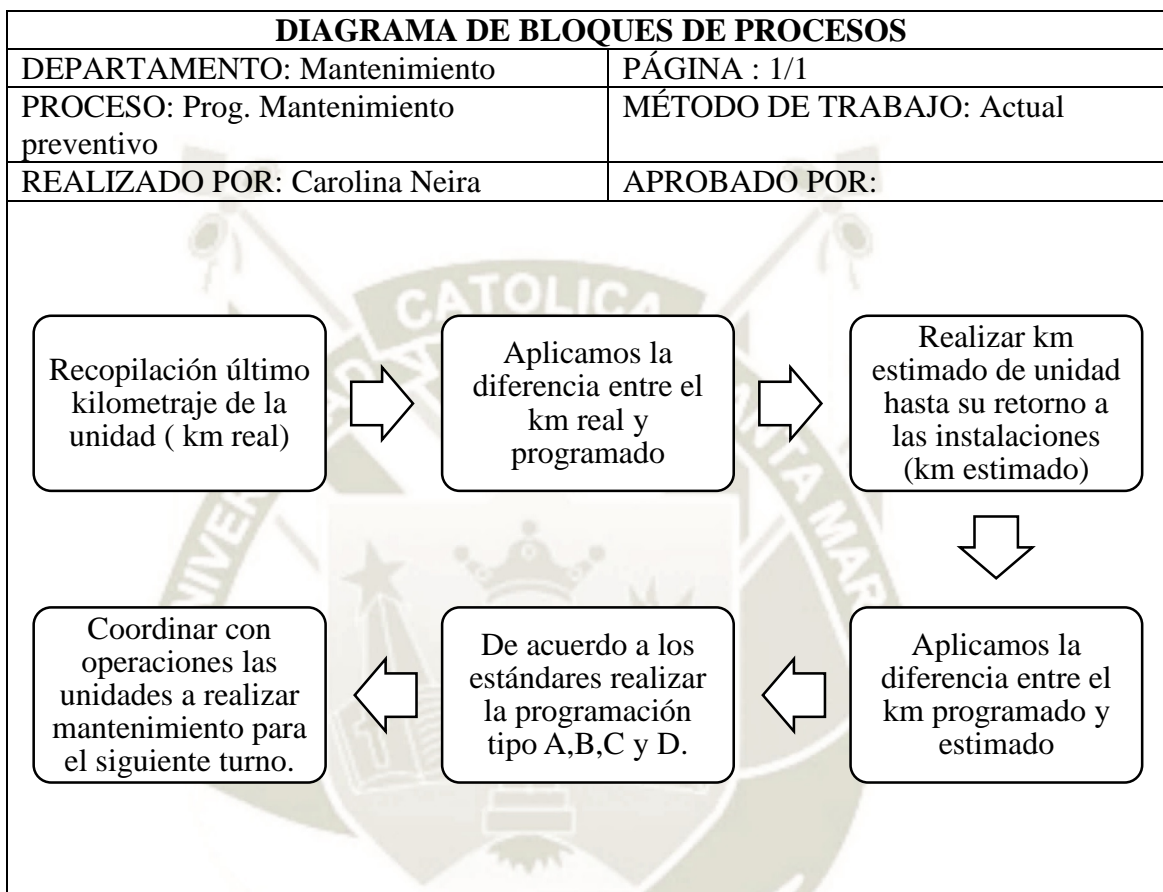 DIAGRAMA DE BLOQUES DE PROCESOS
DEPARTAMENTO: Mantenimiento
PÁGINA : 1/1
PROCESO: Prog. Mantenimiento
preventivo
MÉTODO DE TRABAJO: Actual
REALIZADO POR: Carolina Neira
APROBADO POR:
CATOLICA
Recopilación último
kilometraje de la
unidad ( km real)
Aplicamos la
diferencia entre el
km real y
programado
Realizar km
estimado de unidad
hasta su retorno a
las instalaciones
(km estimado)
Aplicamos la
diferencia entre el
km programado y
estimado
De acuerdo a los
estándares realizar
la programación
tipo A,B,C y D.
Coordinar con
operaciones las
unidades a realizar
mantenimiento para
el siguiente turno.